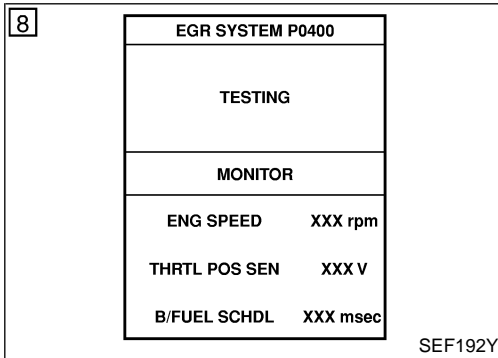 8
EGR SYSTEM P0400
TESTING
MONITOR
ENG SPEED XXX rpm
THRTL POS SEN XXX V
B/FUEL SCHDL XXX msec
SEF192Y